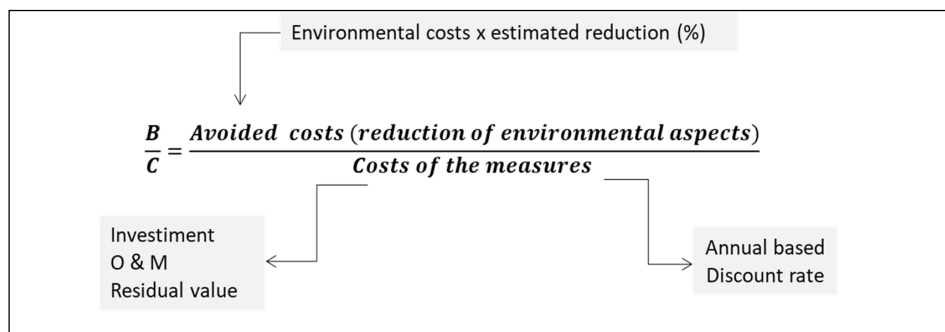 Environmental costs x estimated reduction (%)
B/C = Avoided costs (reduction of environmental aspects) / Costs of the measures
Investiment
O & M
Residual value
Annual based
Discount rate